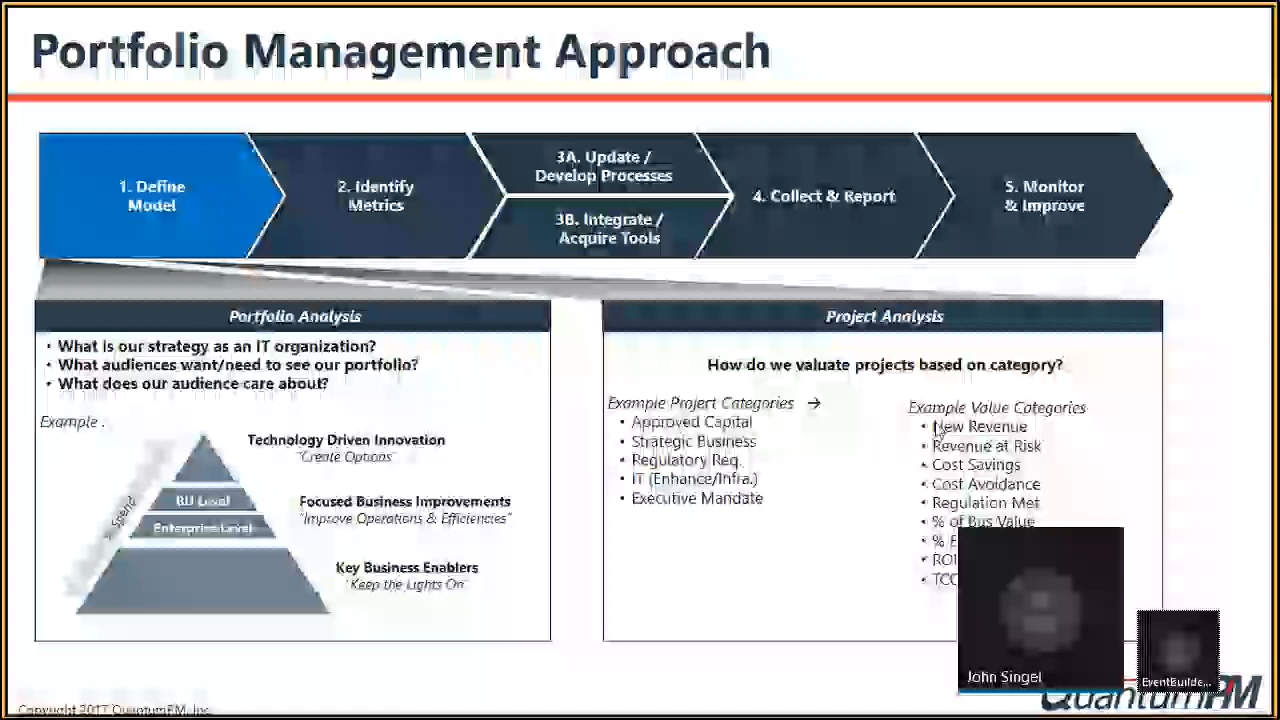 Portfolio Management Approach
1. Define
Model
2. Identify
Metrics
3A. Update /
Develop Processes
3B. Integrate /
Acquire Tools
4. Collect & Report
5. Monitor
& Improve
Portfolio Analysis
• What is our strategy as an IT organization?
• What audiences want/need to see our portfolio?
• What does our audience care about?
Example :
Technology Driven Innovation
"Create Options"
BU Level
Focused Business Improvements
"Improve Operations & Efficiencies"
Enterprise Level
Spend
Key Business Enablers
"Keep the Lights On"
Project Analysis
How do we valuate projects based on category?
Example Project Categories →
• Approved Capital
• Strategic Business
• Regulatory Req.
• IT (Enhance/Infra.)
• Executive Mandate
Example Value Categories
• New Revenue
• Revenue at Risk
• Cost Savings
• Cost Avoidance
• Regulation Met
• % of Bus Value
• %
• ROI
John Singel
EventBuilde...
QuantumPM
Copyright 2017 QuantumPM, Inc.